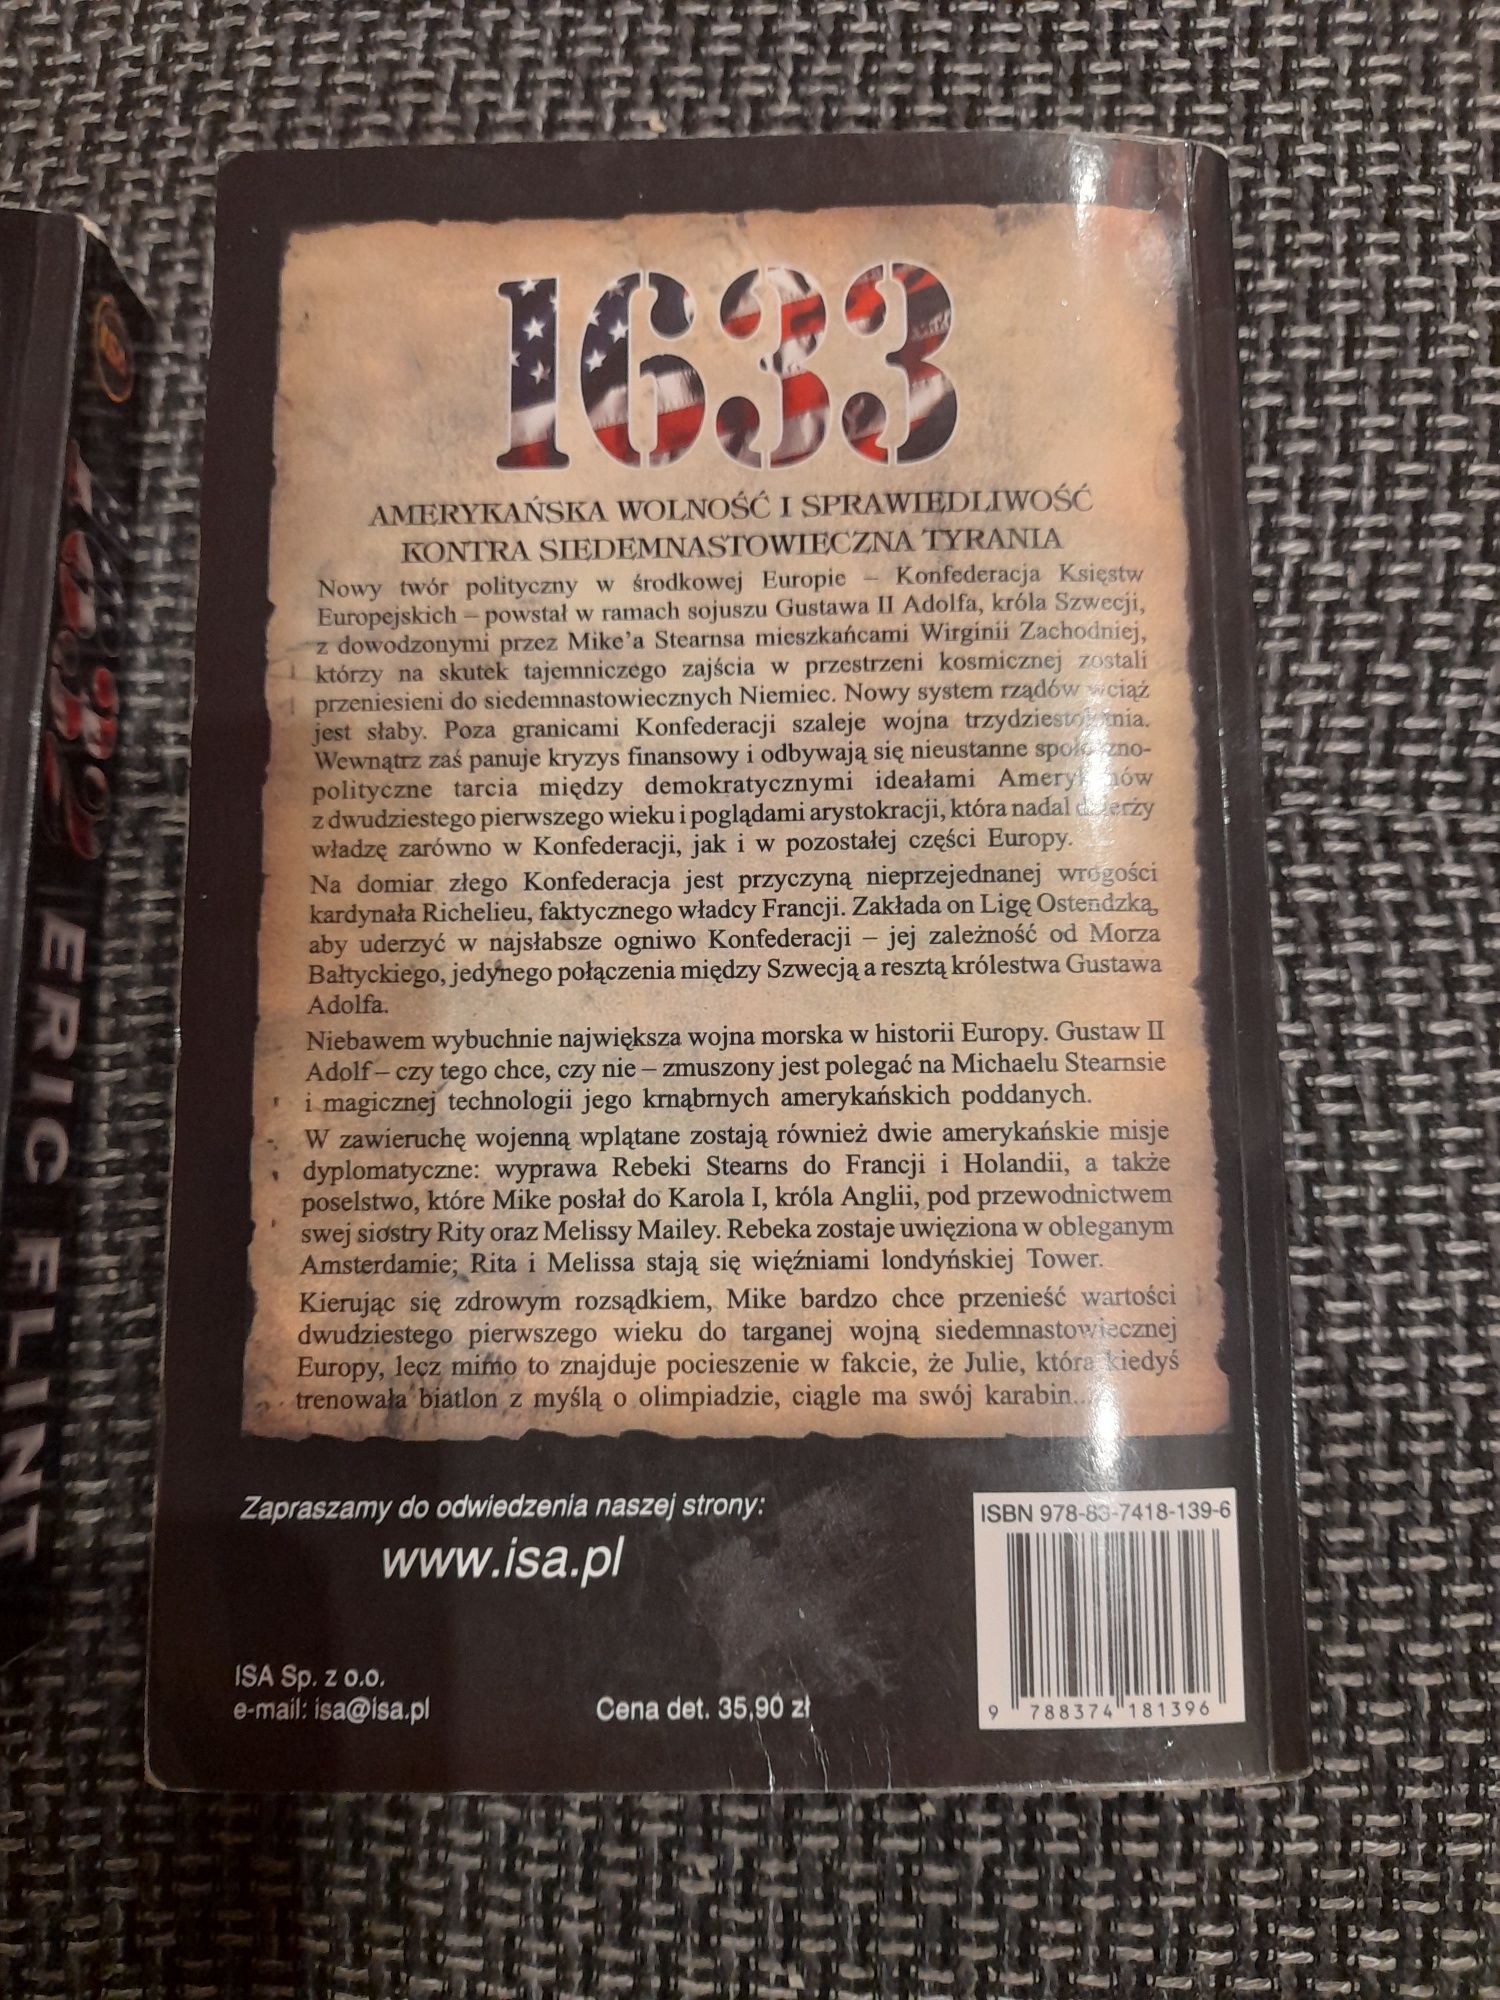 1633
AMERYKAŃSKA WOLNOŚĆ I SPRAWIEDLIWOŚĆ
KONTRA SIEDEMNASTOWIECZNA TYRANIA
Nowy twór polityczny w środkowej Europie – Konfederacja Księstw
Europejskich – powstał w ramach sojuszu Gustawa II Adolfa, króla Szwecji,
z dowodzonymi przez Mike'a Stearnsa mieszkańcami Wirginii Zachodniej,
którzy na skutek tajemniczego zajścia w przestrzeni kosmicznej zostali
przeniesieni do siedemnastowiecznych Niemiec. Nowy system rządów wciąż
jest słaby. Poza granicami Konfederacji szaleje wojna trzydziestoletnia.
Wewnątrz zaś panuje kryzys finansowy i odbywają się nieustanne społeczno-
polityczne tarcia między demokratycznymi ideałami Amerykanów
z dwudziestego pierwszego wieku i poglądami arystokracji, która nadal dzierży
władzę zarówno w Konfederacji, jak i w pozostałej części Europy.
Na domiar złego Konfederacja jest przyczyną nieprzejednanej wrogości
kardynała Richelieu, faktycznego władcy Francji. Zakłada on Ligę Ostendzką,
aby uderzyć w najsłabsze ogniwo Konfederacji – jej zależność od Morza
Bałtyckiego, jedynego połączenia między Szwecją a resztą królestwa Gustawa
Adolfa.
Niebawem wybuchnie największa wojna morska w historii Europy. Gustaw II
Adolf – czy tego chce, czy nie – zmuszony jest polegać na Michaelu Stearnsie
i magicznej technologii jego krnąbrnych amerykańskich poddanych.
W zawieruchę wojenną wplątane zostają również dwie amerykańskie misje
dyplomatyczne: wyprawa Rebeki Stearns do Francji i Holandii, a także
poselstwo, które Mike posłał do Karola I, króla Anglii, pod przewodnictwem
swej siostry Rity oraz Melissy Mailey. Rebeka zostaje uwięziona w obleganym
Amsterdamie; Rita i Melissa stają się więźniami londyńskiej Tower.
Kierując się zdrowym rozsądkiem, Mike bardzo chce przenieść wartości
dwudziestego pierwszego wieku do targanej wojną siedemnastowiecznej
Europy, lecz mimo to znajduje pocieszenie w fakcie, że Julie, która kiedyś
trenowała biatlon z myślą o olimpiadzie, ciągle ma swój karabin...
Zapraszamy do odwiedzenia naszej strony:
www.isa.pl
ISA Sp. z o.o.
e-mail: isa@isa.pl
Cena det. 35,90 zł
ISBN 978-83-7418-139-6
9 788374 181396
1632 ERIC FLINT